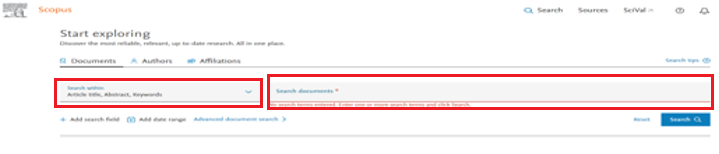 Scopus
Search Sources SciVal
Start exploring
Discover the most reliable, relevant, up-to-date research. All in one place.
Documents Authors Affiliations Search tips
Search within
Article title, Abstract, Keywords
Search documents *
No search terms entered. Enter one or more search terms and click Search.
+ Add search field Add date range Advanced document search > Reset Search